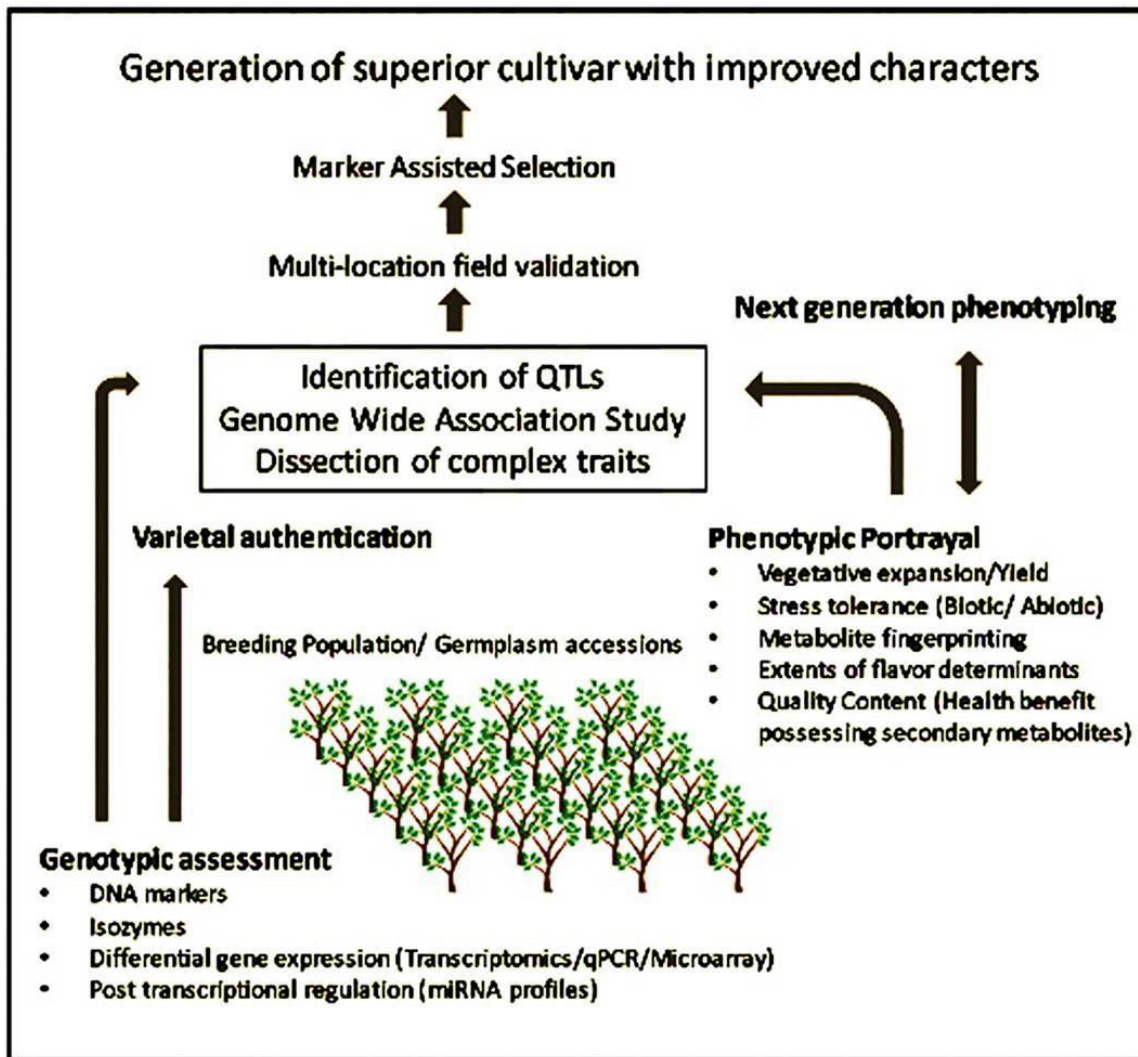 Generation of superior cultivar with improved characters
Marker Assisted Selection
Multi-location field validation
Next generation phenotyping
Identification of QTLs
Genome Wide Association Study
Dissection of complex traits
Varietal authentication
Phenotypic Portrayal
• Vegetative expansion/Yield
• Stress tolerance (Biotic/ Abiotic)
• Metabolite fingerprinting
• Extents of flavor determinants
• Quality Content (Health benefit
possessing secondary metabolites)
Breeding Population/ Germplasm accessions
Genotypic assessment
• DNA markers
• Isozymes
• Differential gene expression (Transcriptomics/qPCR/Microarray)
• Post transcriptional regulation (miRNA profiles)